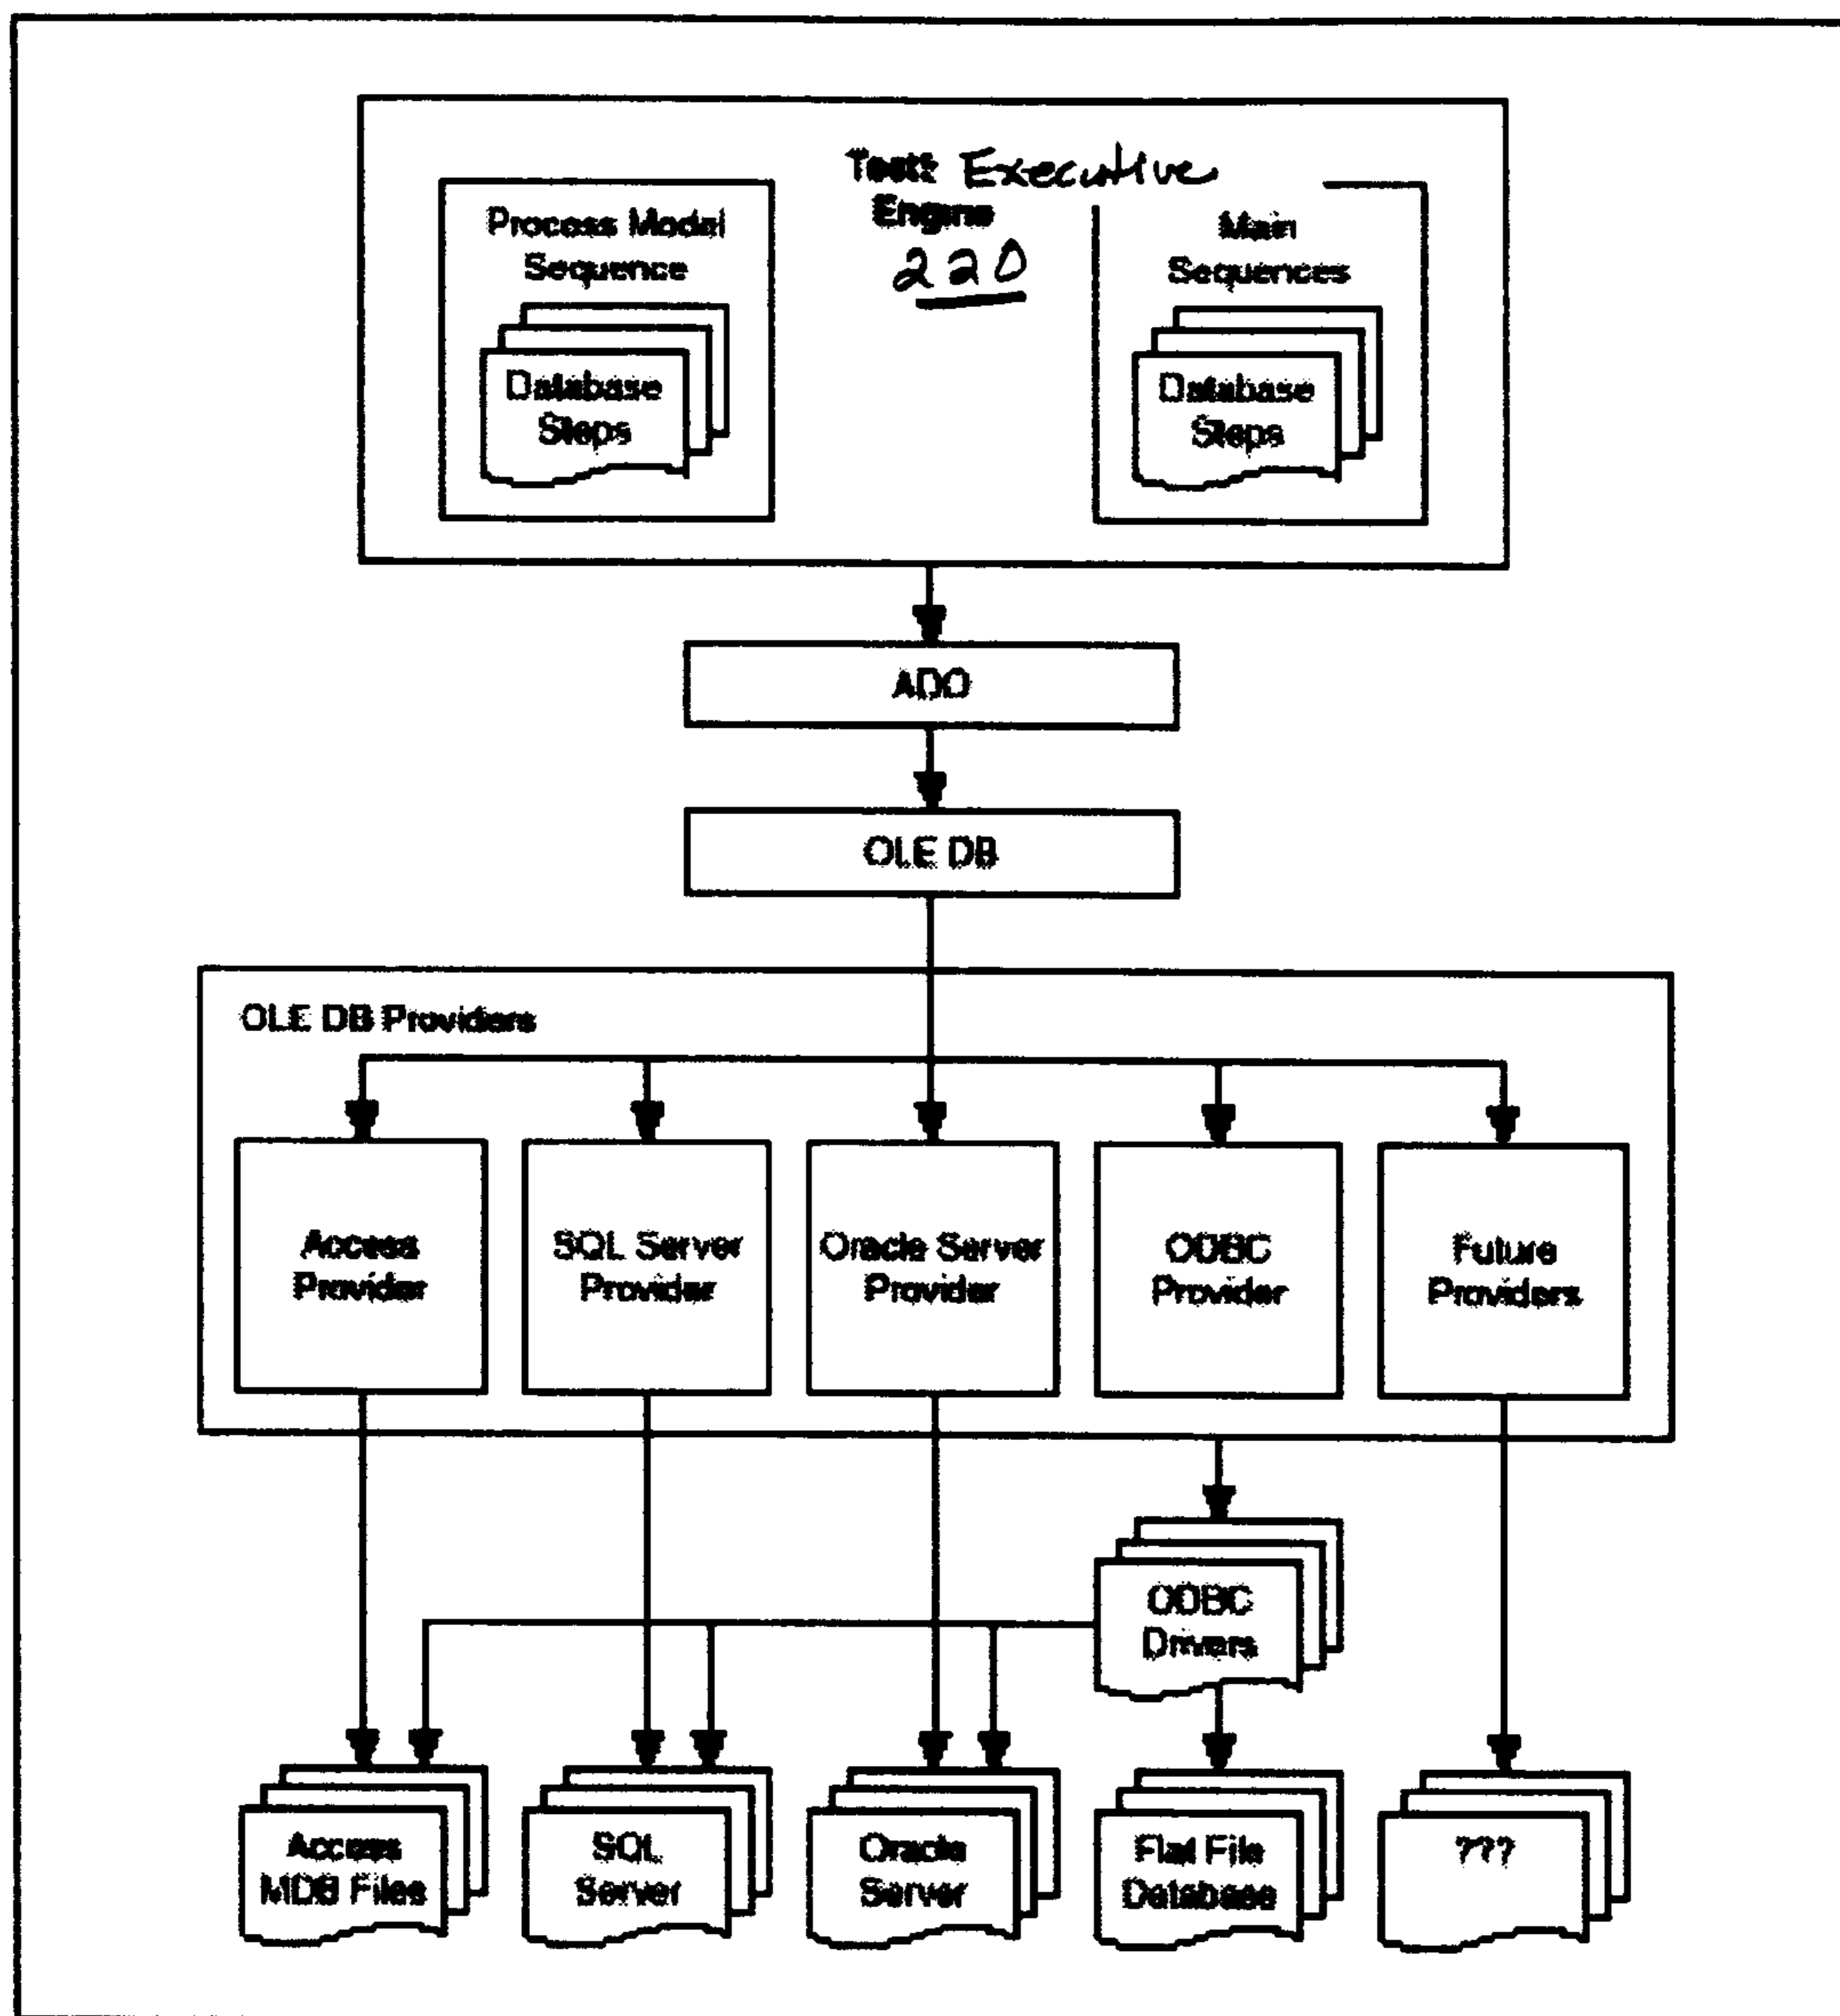 Test Executive
Engine
220
Process Model
Sequence
Database
Steps
Main
Sequences
Database
Steps
ADO
OLE DB
OLE DB Providers
Access
Provider
SQL Server
Provider
Oracle Server
Provider
ODBC
Provider
Future
Providers
ODBC
Drivers
Access
MDB Files
SQL
Server
Oracle
Server
Flat File
Database
???